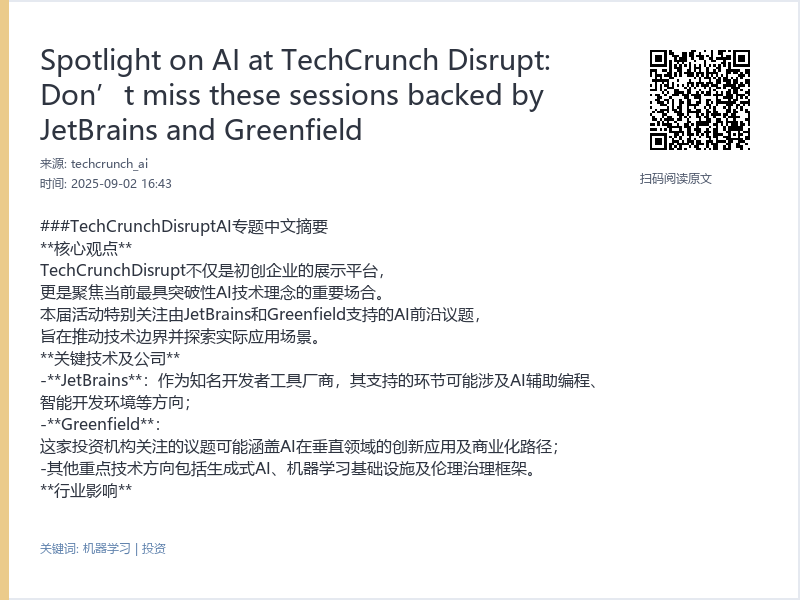 Spotlight on AI at TechCrunch Disrupt:
Don’t miss these sessions backed by
JetBrains and Greenfield
来源: techcrunch_ai
时间: 2025-09-02 16:43
扫码阅读原文
###TechCrunchDisruptAI专题中文摘要
**核心观点**
TechCrunchDisrupt不仅是初创企业的展示平台，
更是聚焦当前最具突破性AI技术理念的重要场合。
本届活动特别关注由JetBrains和Greenfield支持的AI前沿议题，
旨在推动技术边界并探索实际应用场景。
**关键技术及公司**
-**JetBrains**：作为知名开发者工具厂商，其支持的环节可能涉及AI辅助编程、
智能开发环境等方向；
-**Greenfield**：
这家投资机构关注的议题可能涵盖AI在垂直领域的创新应用及商业化路径；
-其他重点技术方向包括生成式AI、机器学习基础设施及伦理治理框架。
**行业影响**
关键词: 机器学习 | 投资